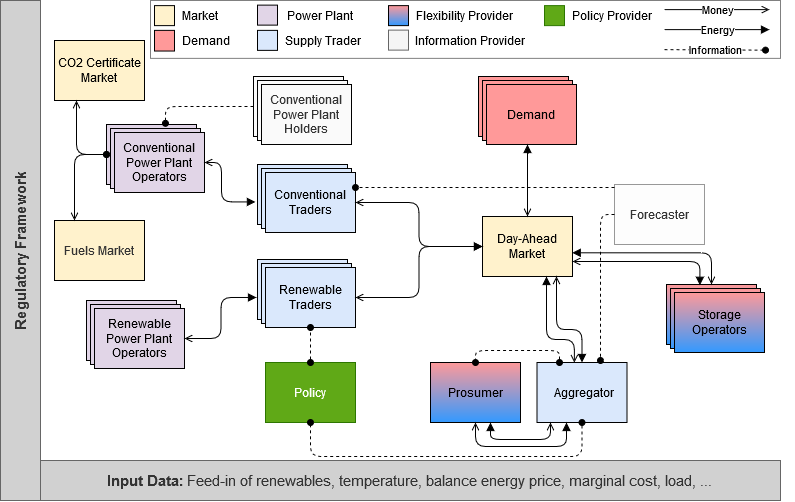 Market
Power Plant
Flexibility Provider
Policy Provider
Money
Demand
Supply Trader
Information Provider
Energy
Information
Regulatory Framework
CO2 Certificate
Market
Conventional
Power Plant
Holders
Demand
Conventional
Power Plant
Operators
Conventional
Traders
Forecaster
Fuels Market
Day-Ahead
Market
Renewable
Traders
Renewable
Power Plant
Operators
Storage
Operators
Policy
Prosumer
Aggregator
Input Data: Feed-in of renewables, temperature, balance energy price, marginal cost, load, ...